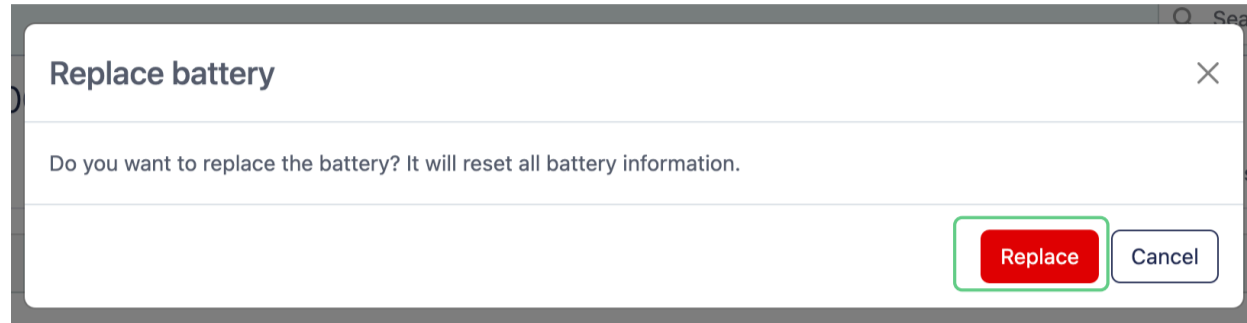 Replace battery
Do you want to replace the battery? It will reset all battery information.
Replace
Cancel